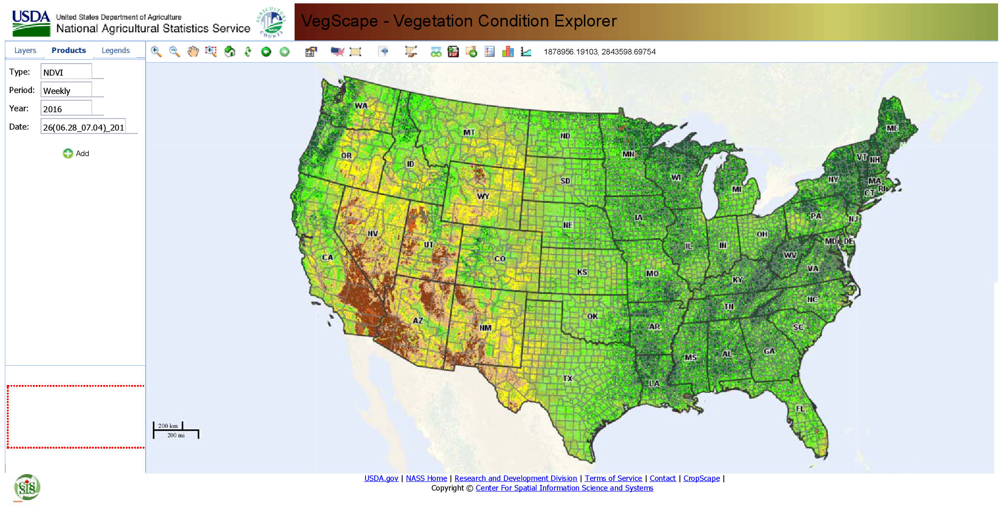 USDA
United States Department of Agriculture
National Agricultural Statistics Service
AGRICULTURE COUNTS
NASS
VegScape - Vegetation Condition Explorer
Layers Products Legends
1878956.19103, 2843598.69754
PDF
Type: NDVI
Period: Weekly
Year: 2016
Date: 26(06.28_07.04)_201
Add
WA
MT
ND
MN
ME
OR
ID
SD
WI
VT NH
NY
MA
RI
CT
MI
WY
NE
IA
PA
NJ
NV
UT
CO
KS
MO
IL
IN
OH
MD DE
WV
VA
KY
CA
NC
TN
AZ
NM
OK
AR
SC
MS
AL
GA
TX
LA
FL
200 km
200 mi
SIS
USDA.gov | NASS Home | Research and Development Division | Terms of Service | Contact | CropScape |
Copyright © Center For Spatial Information Science and Systems